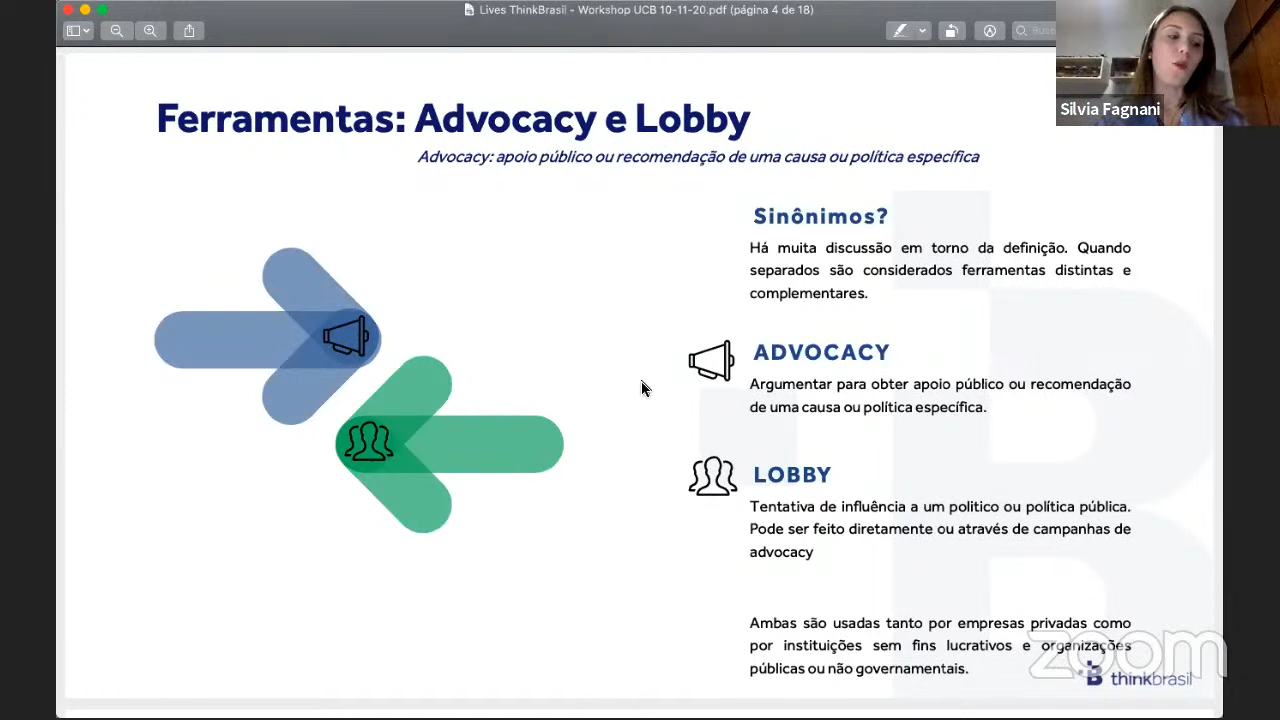 Lives ThinkBrasil - Workshop UCB 10-11-20.pdf (página 4 de 18)
Silvia Fagnani
Ferramentas: Advocacy e Lobby
Advocacy: apoio público ou recomendação de uma causa ou política específica
Sinônimos?
Há muita discussão em torno da definição. Quando
separados são considerados ferramentas distintas e
complementares.
ADVOCACY
Argumentar para obter apoio público ou recomendação
de uma causa ou política específica.
LOBBY
Tentativa de influência a um politico ou política pública.
Pode ser feito diretamente ou através de campanhas de
advocacy
Ambas são usadas tanto por empresas privadas como
por instituições sem fins lucrativos e organizações
públicas ou não governamentais.
zoom
thinkbrasil